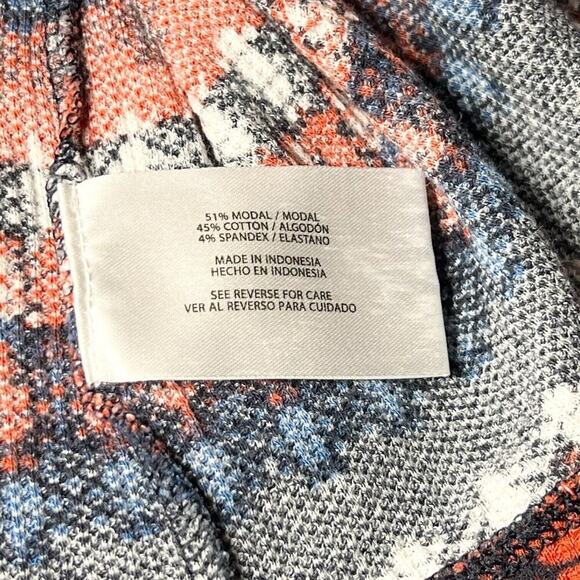 51% MODAL / MODAL
45% COTTON / ALGODÓN
4% SPANDEX / ELASTANO
MADE IN INDONESIA
HECHO EN INDONESIA
SEE REVERSE FOR CARE
VER AL REVERSO PARA CUIDADO